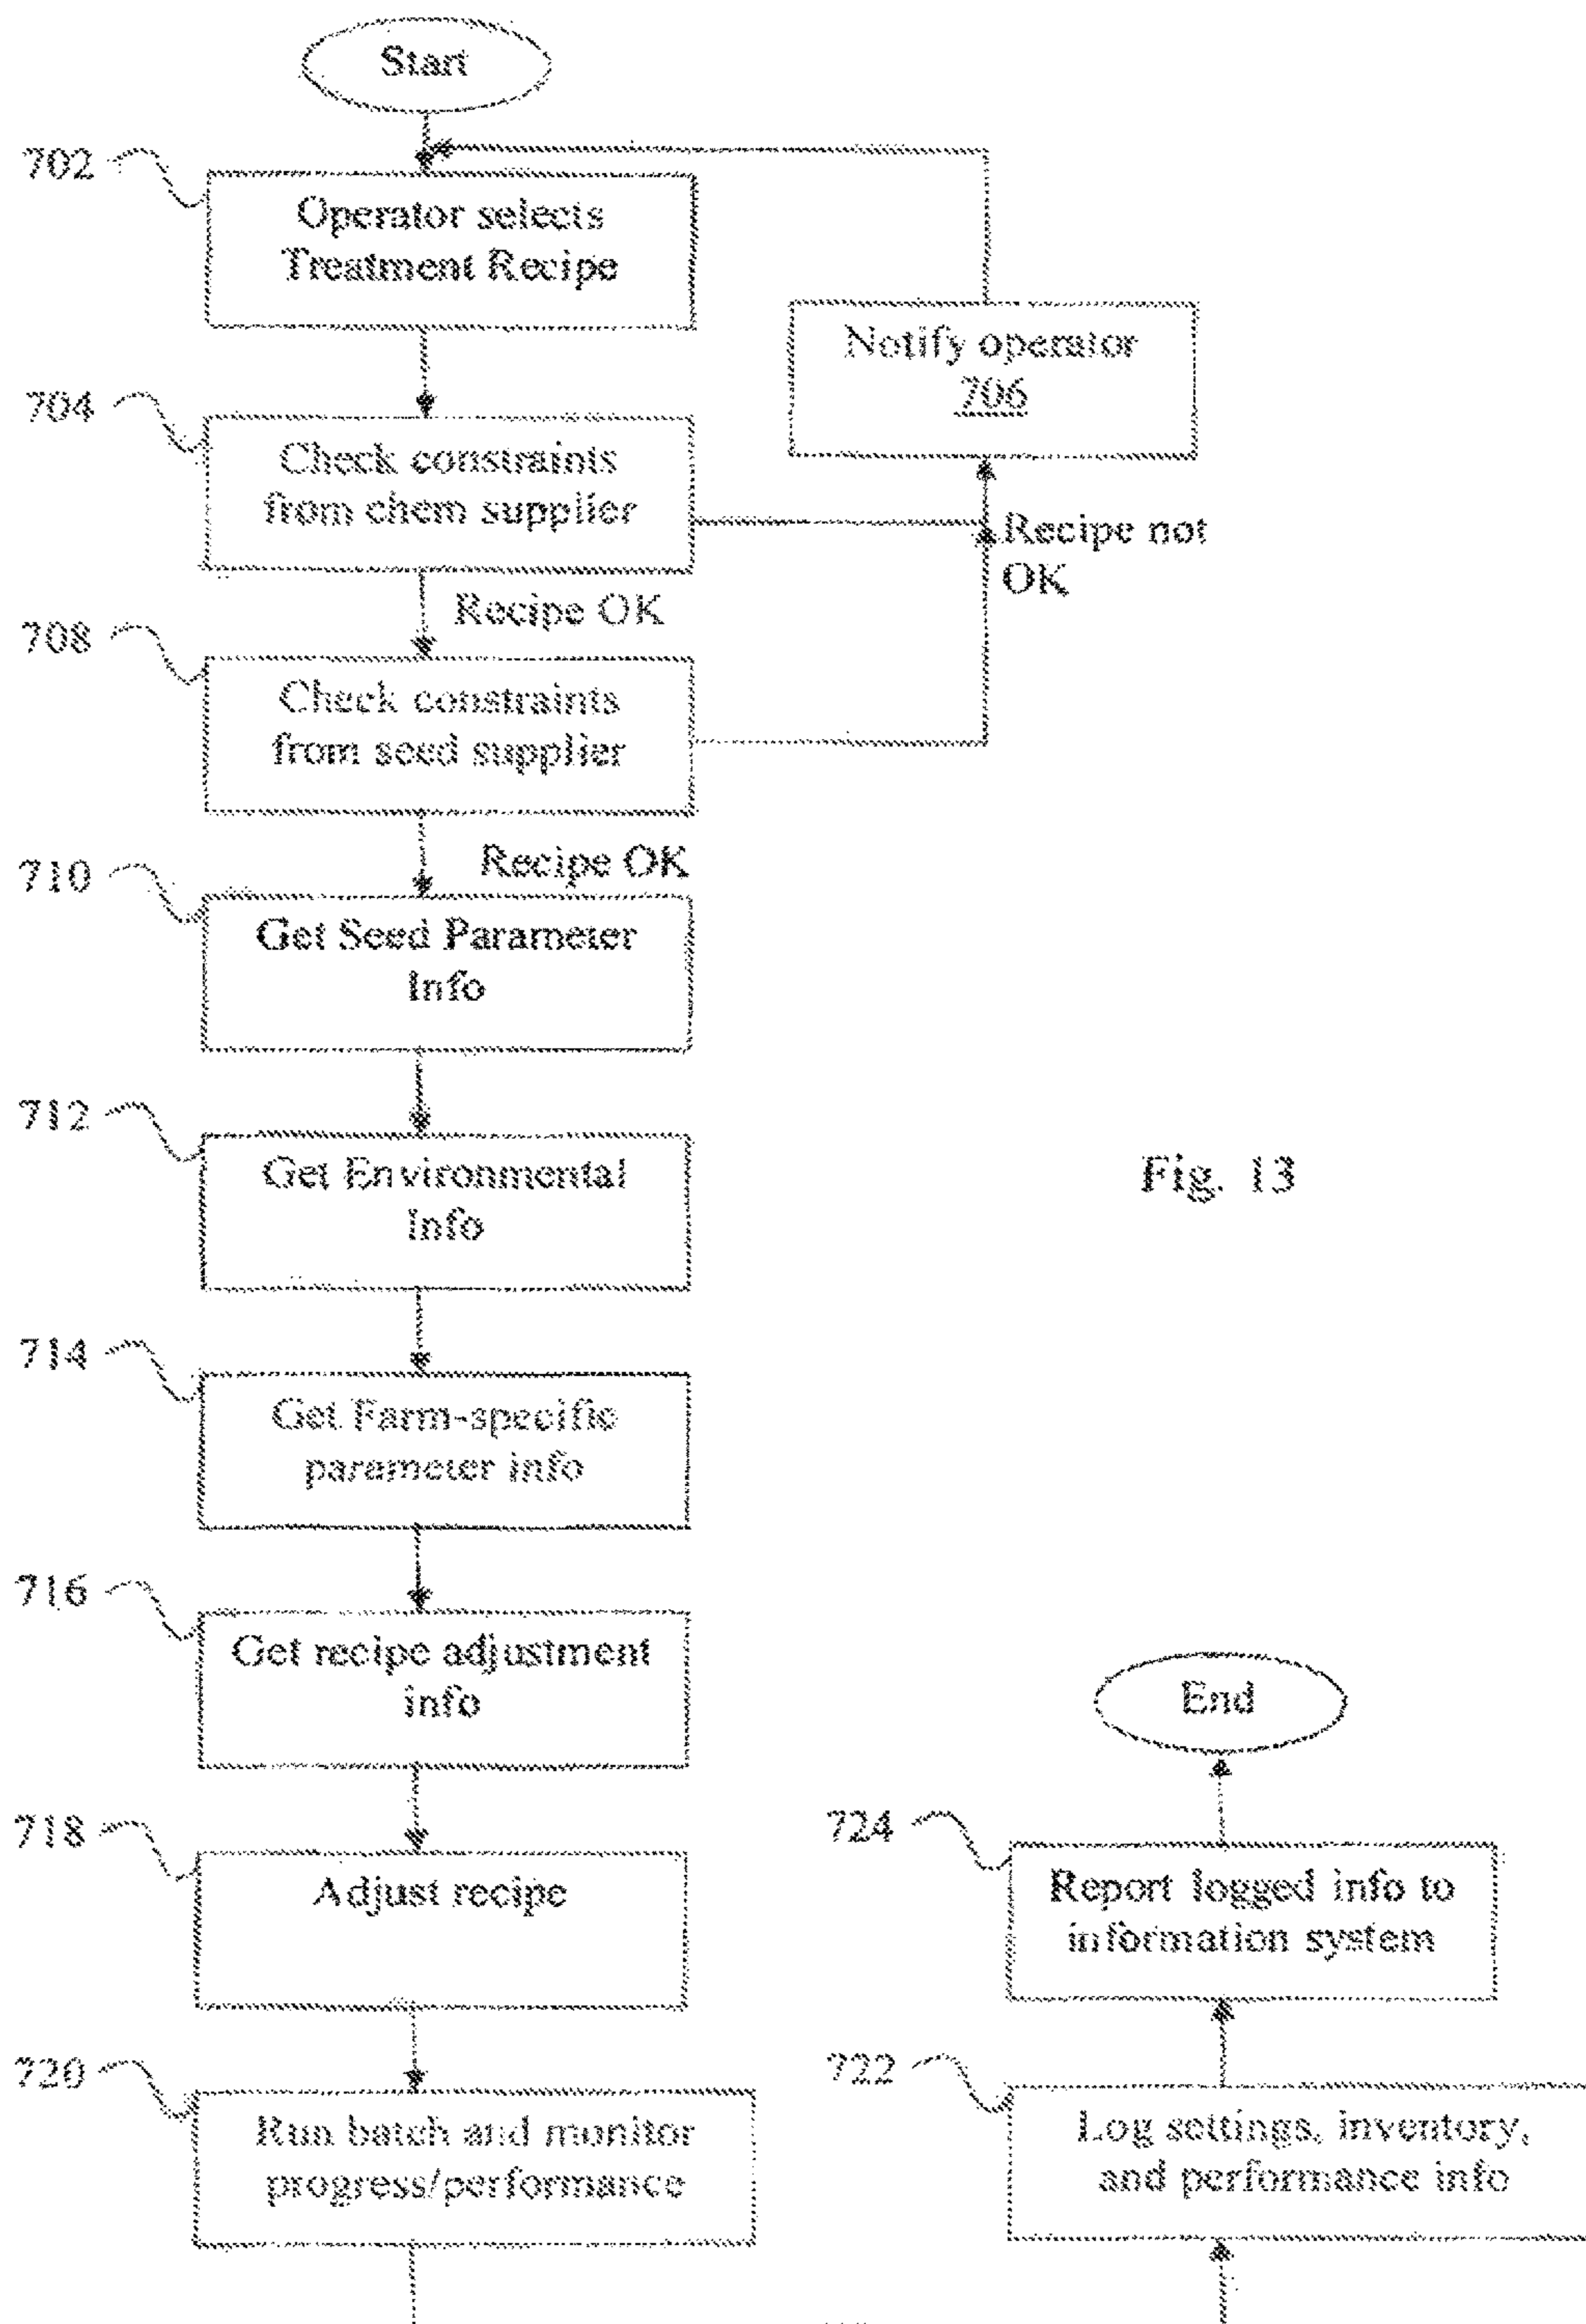 Start
702
Operator selects
Treatment Recipe
Notify operator
706
704
Check constraints
from chem supplier
Recipe not
OK
Recipe OK
708
Check constraints
from seed supplier
Recipe OK
710
Get Seed Parameter
Info
712
Get Environmental
Info
Fig. 13
714
Get Farm-specific
parameter info
716
Get recipe adjustment
info
End
718
Adjust recipe
724
Report logged info to
information system
720
Run batch and monitor
progress/performance
722
Log settings, inventory,
and performance info